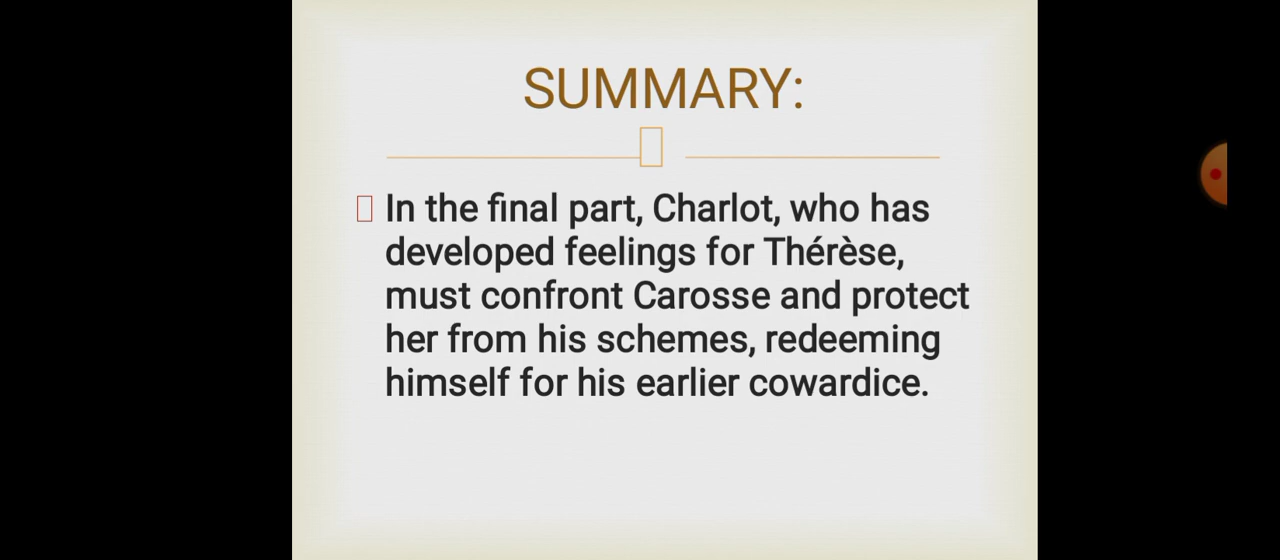 SUMMARY:
In the final part, Charlot, who has
developed feelings for Thérèse,
must confront Carosse and protect
her from his schemes, redeeming
himself for his earlier cowardice.